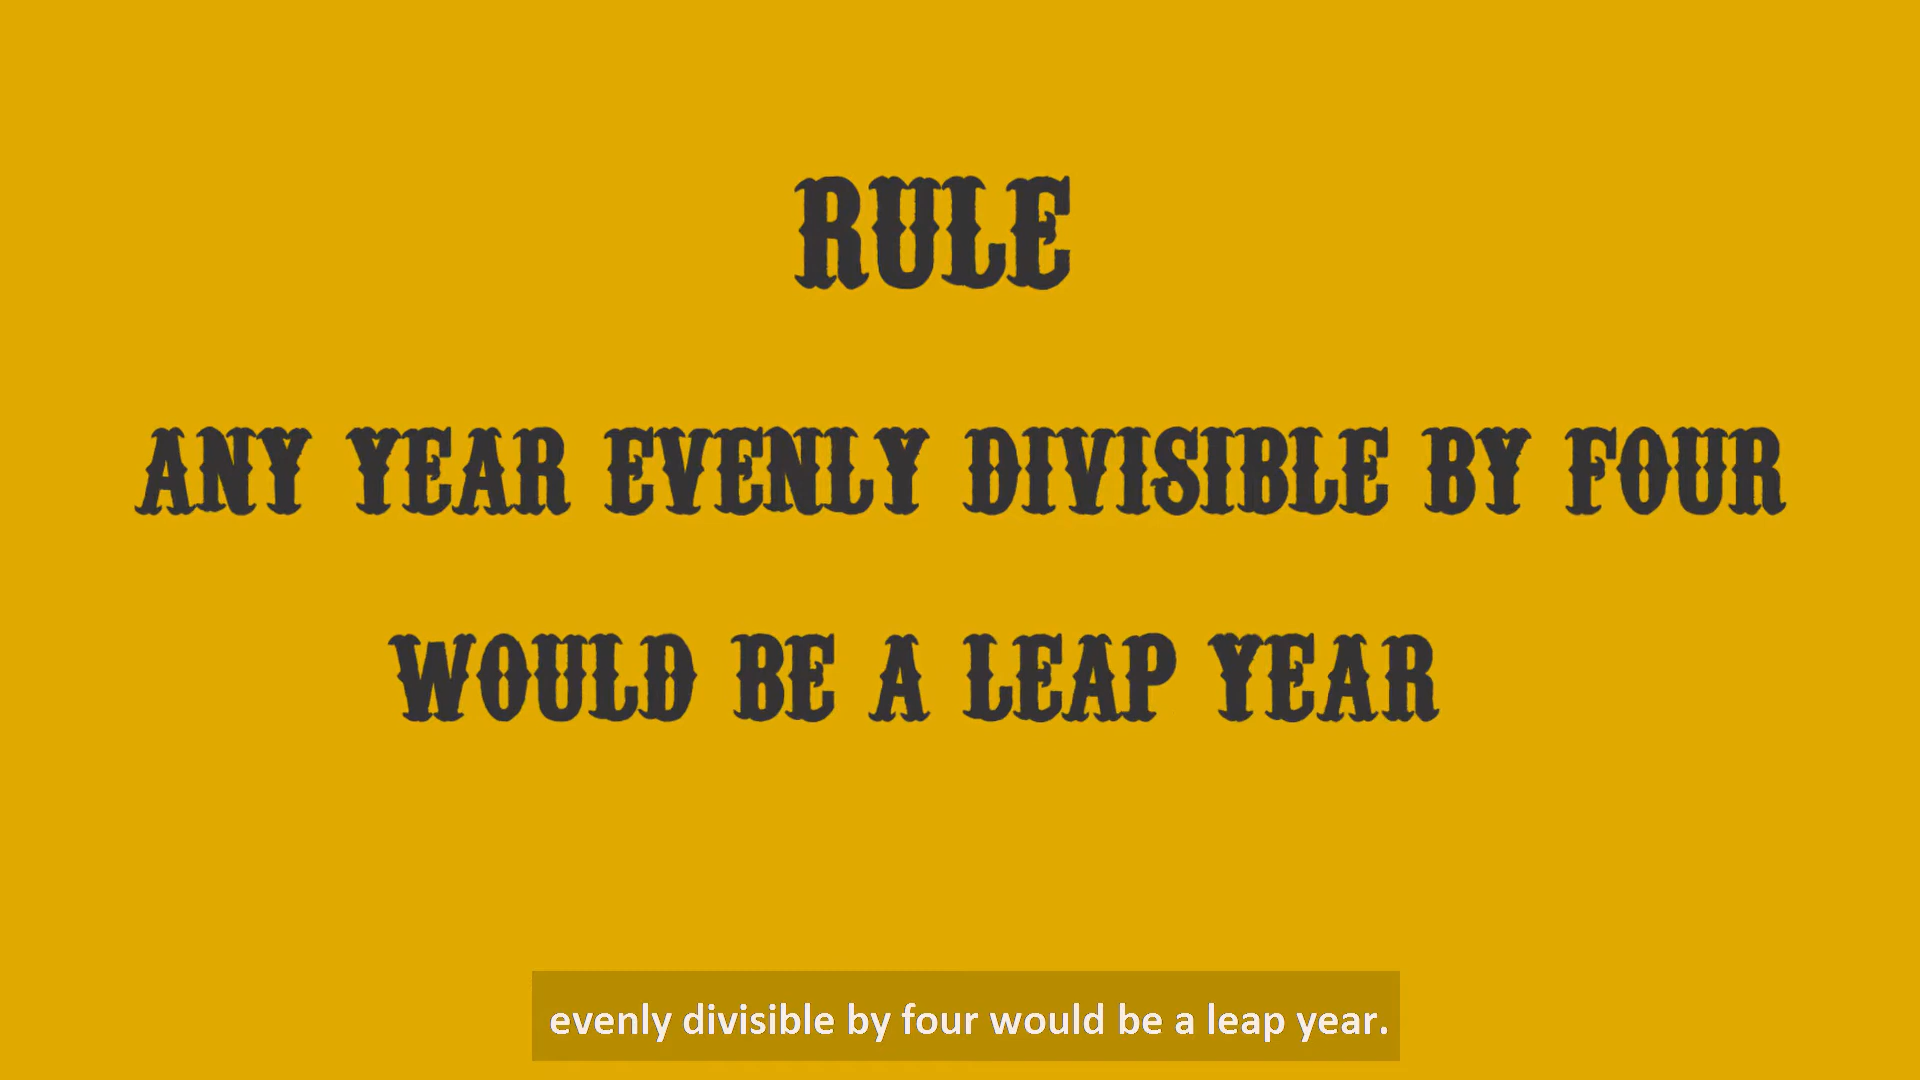 RULE
ANY YEAR EVENLY DIVISIBLE BY FOUR
WOULD BE A LEAP YEAR
evenly divisible by four would be a leap year.